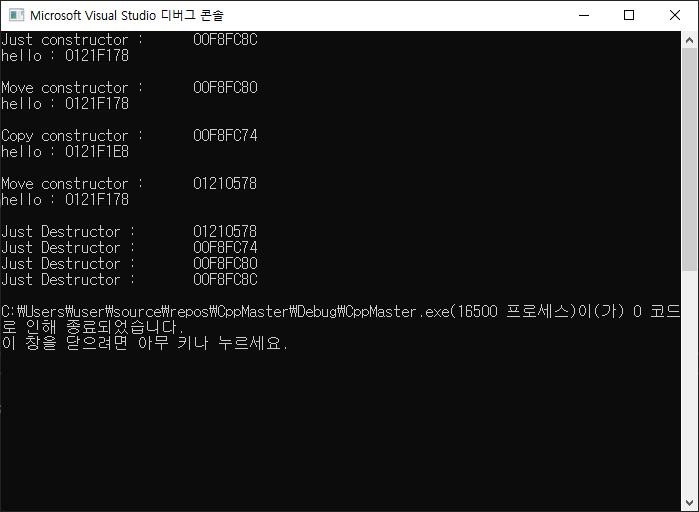 Microsoft Visual Studio 디버그 콘솔
Just constructor :      00F8FC8C
hello : 0121F178
Move constructor :      00F8FC80
hello : 0121F178
Copy constructor :      00F8FC74
hello : 0121F1E8
Move constructor :      01210578
hello : 0121F178
Just Destructor :       01210578
Just Destructor :       00F8FC74
Just Destructor :       00F8FC80
Just Destructor :       00F8FC8C
C:₩Users₩user₩source₩repos₩CppMaster₩Debug₩CppMaster.exe(16500 프로세스)이(가) 0 코드
로 인해 종료되었습니다.
이 창을 닫으려면 아무 키나 누르세요.